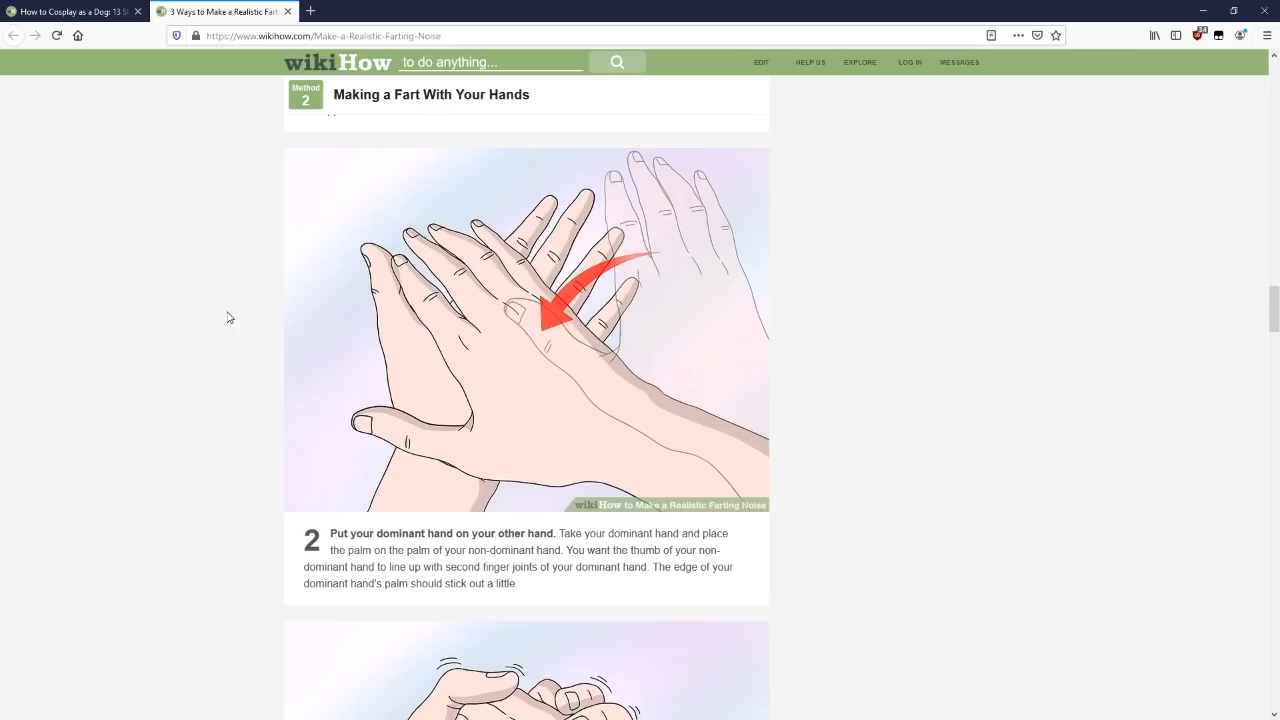 How to Cosplay as a Dog: 13 St
3 Ways to Make a Realistic Fart
https://www.wikihow.com/Make-a-Realistic-Farting-Noise
wikiHow to do anything... EDIT HELP US EXPLORE LOG IN MESSAGES
Method
2
Making a Fart With Your Hands
wikiHow to Make a Realistic Farting Noise
2 Put your dominant hand on your other hand. Take your dominant hand and place
the palm on the palm of your non-dominant hand. You want the thumb of your non-
dominant hand to line up with second finger joints of your dominant hand. The edge of your
dominant hand's palm should stick out a little.